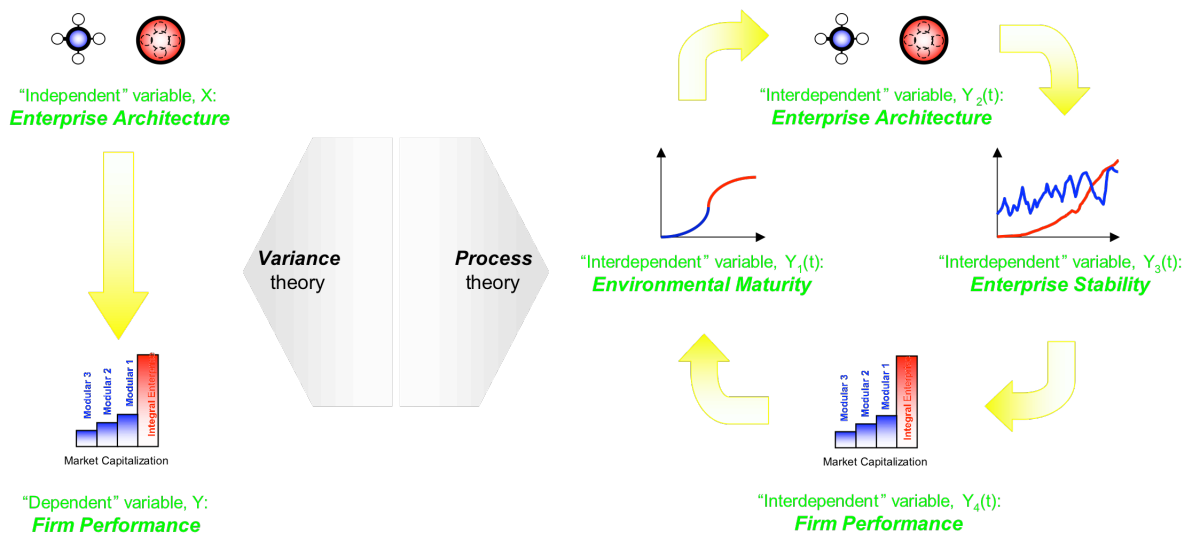 “Independent” variable, X:
Enterprise Architecture
Variance
theory
Modular 3
Modular 2
Modular 1
Integral
Market Capitalization
“Dependent” variable, Y:
Firm Performance
“Interdependent” variable, Y2(t):
Enterprise Architecture
Process
theory
“Interdependent” variable, Y1(t):
Environmental Maturity
“Interdependent” variable, Y3(t):
Enterprise Stability
Modular 3
Modular 2
Modular 1
Integral
Market Capitalization
“Interdependent” variable, Y4(t):
Firm Performance